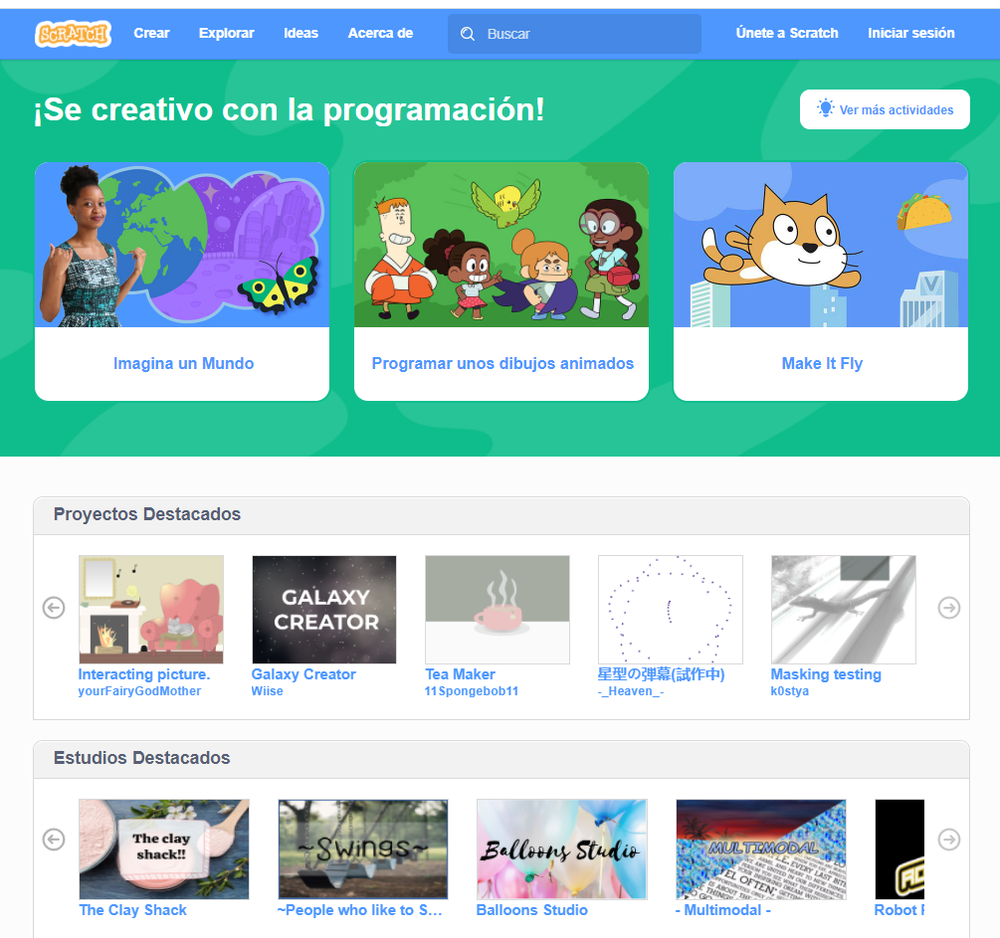 SCRATCH
Crear
Explorar
Ideas
Acerca de
Buscar
Únete a Scratch
Iniciar sesión
¡Se creativo con la programación!
Ver más actividades
Imagina un Mundo
Programar unos dibujos animados
Make It Fly
Proyectos Destacados
GALAXY
CREATOR
Interacting picture.
yourFairyGodMother
Galaxy Creator
Wiise
Tea Maker
11Spongebob11
星型の弾幕(試作中)
-_Heaven_-
Masking testing
k0stya
Estudios Destacados
The clay
shack!!
~Swings~
Balloons Studio
MULTIMODAL
The Clay Shack
~People who like to S...
Balloons Studio
- Multimodal -
Robot